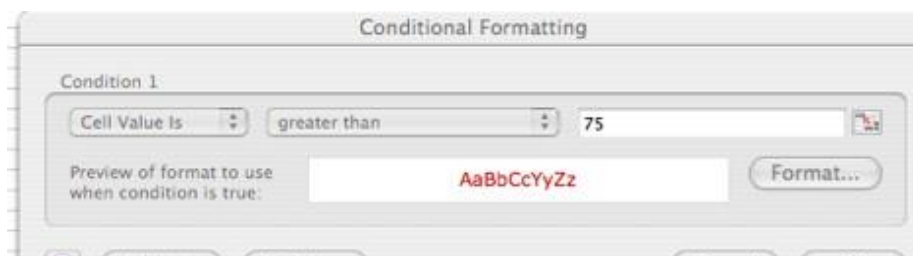 Conditional Formatting
Condition 1
Cell Value Is greater than 75
Preview of format to use
when condition is true:
AaBbCcYyZz
Format...